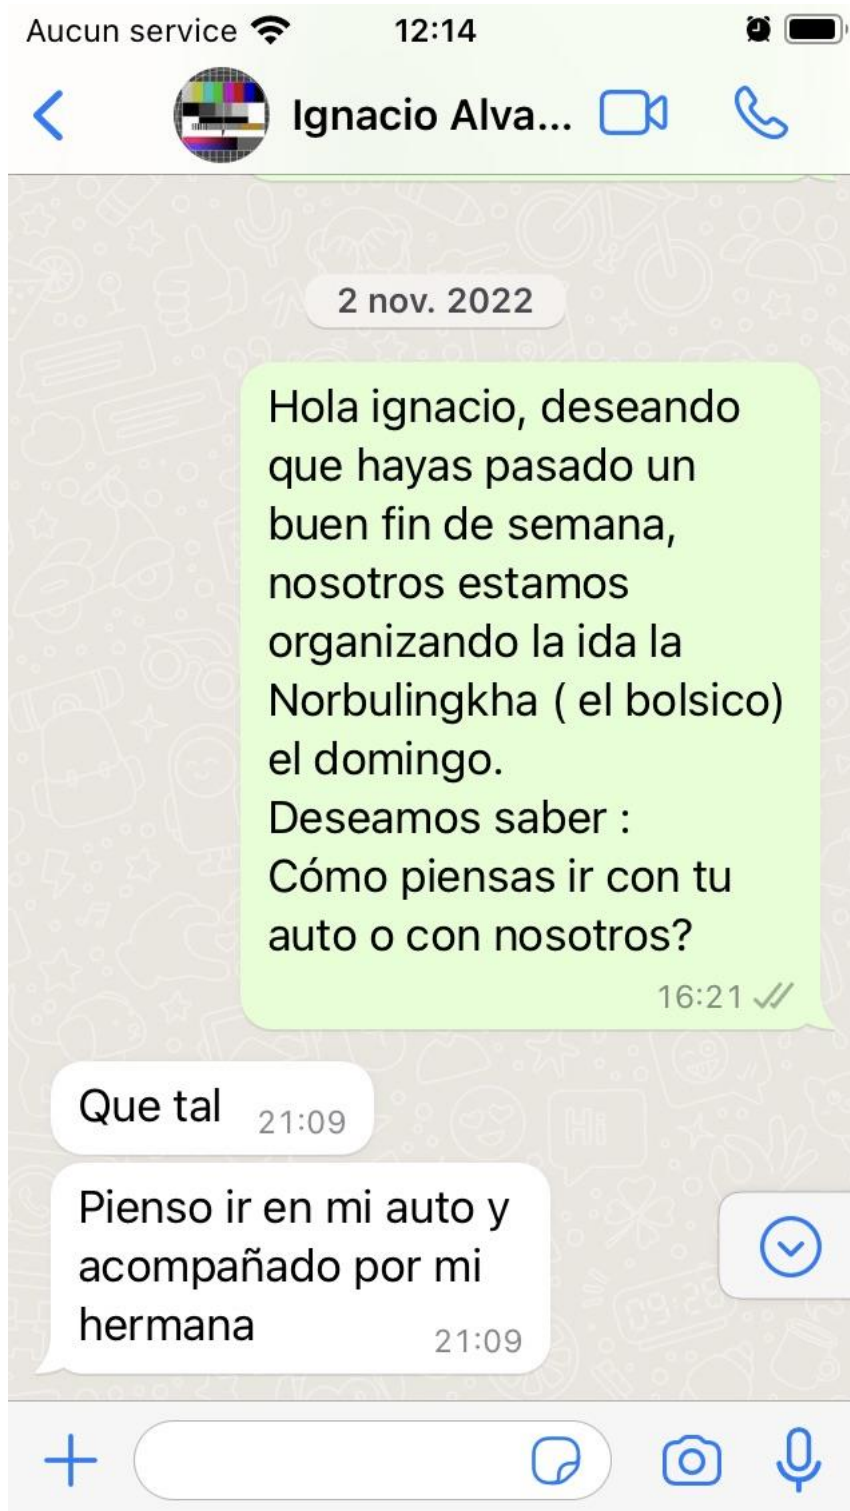 Aucun service
12:14
Ignacio Alva...
2 nov. 2022
Hola ignacio, deseando
que hayas pasado un
buen fin de semana,
nosotros estamos
organizando la ida la
Norbulingkha ( el bolsico)
el domingo.
Deseamos saber :
Cómo piensas ir con tu
auto o con nosotros?
16:21
Que tal
21:09
Pienso ir en mi auto y
acompañado por mi
hermana
21:09
Hi
09:28